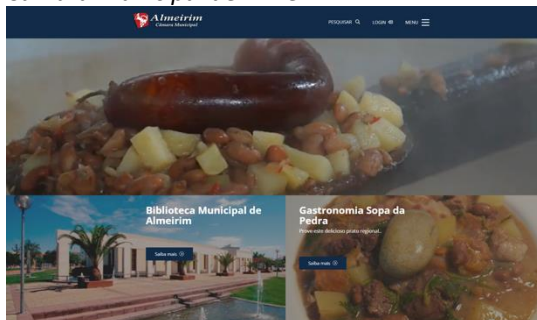 Almeirim
Câmara Municipal
PESQUISAR
LOGIN
MENU
Biblioteca Municipal de
Almeirim
Saiba mais
Gastronomia Sopa da
Pedra
Prove este delicioso prato regional..
Saiba mais